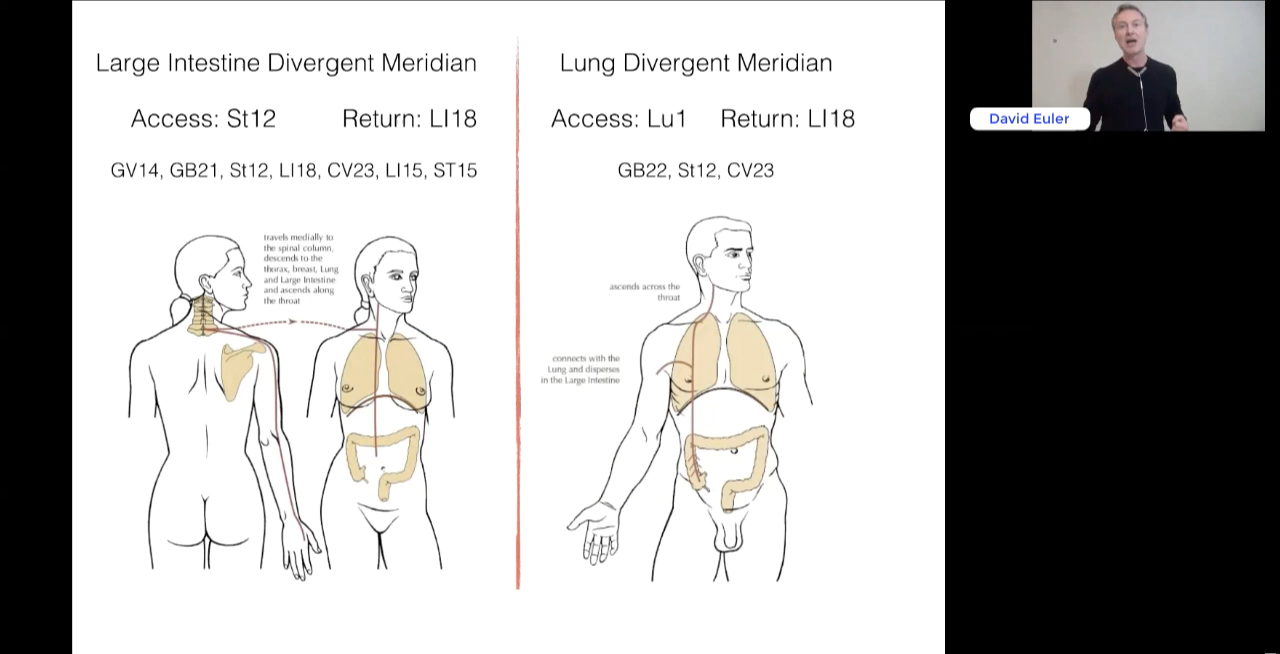 Large Intestine Divergent Meridian
Access: St12 Return: LI18
GV14, GB21, St12, LI18, CV23, LI15, ST15
travels medially to
the spinal column,
descends to the
thorax, breast, Lung
and Large Intestine
and ascends along
the throat
Lung Divergent Meridian
Access: Lu1 Return: LI18
GB22, St12, CV23
ascends across the
throat
connects with the
Lung and disperses
in the Large Intestine
David Euler